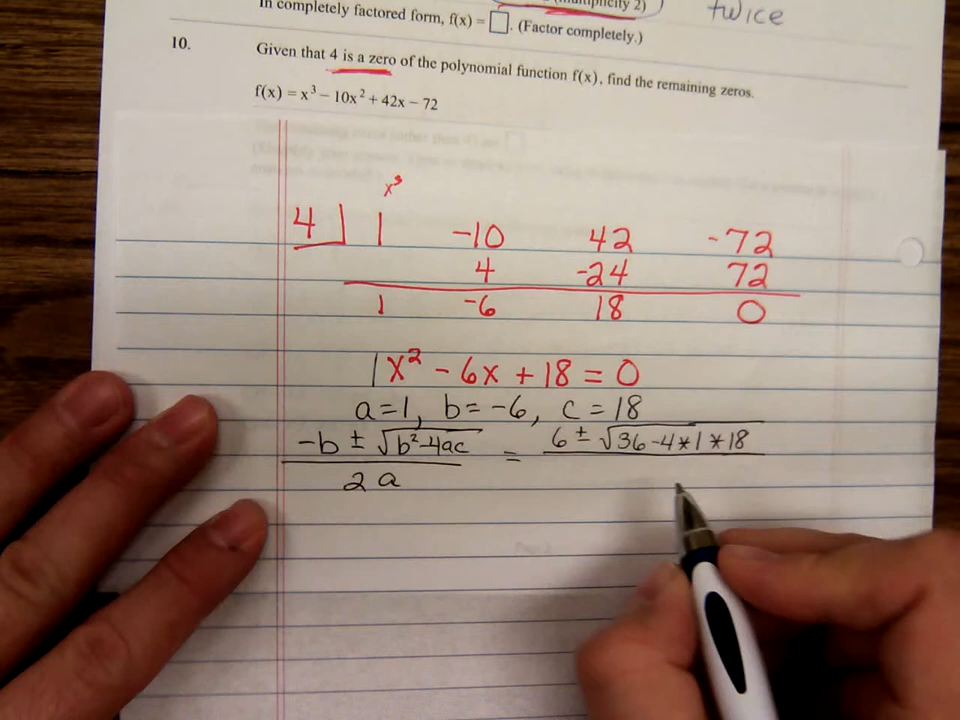 (multiplicity 2)
twice
In completely factored form, f(x) = □. (Factor completely.)
10. Given that 4 is a zero of the polynomial function f(x), find the remaining zeros.
f(x) = x³ − 10x² + 42x − 72
x³
4 | 1 -10 42 -72
4 -24 72
1 -6 18 0
1x² - 6x + 18 = 0
a=1, b=-6, c=18
-b ± √b²-4ac = 6 ± √36-4*1*18
2a